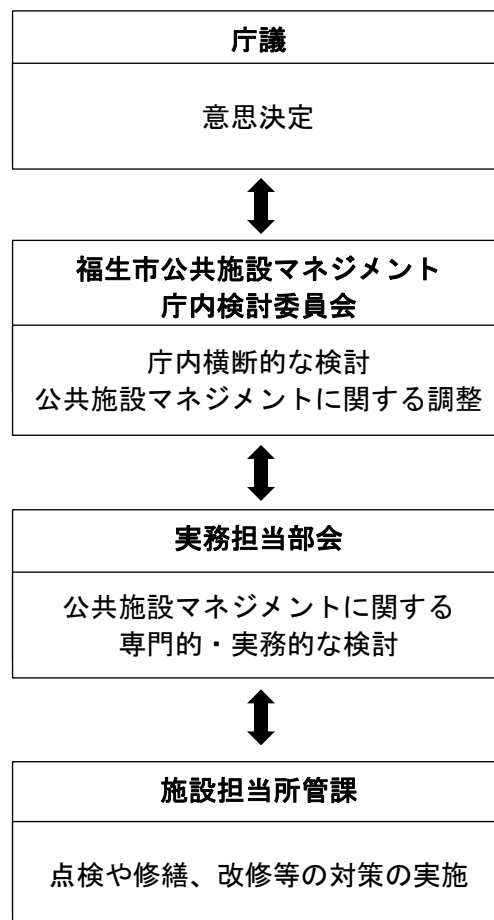 庁議
意思決定
福生市公共施設マネジメント
庁内検討委員会
庁内横断的な検討
公共施設マネジメントに関する調整
実務担当部会
公共施設マネジメントに関する
専門的・実務的な検討
施設担当所管課
点検や修繕、改修等の対策の実施